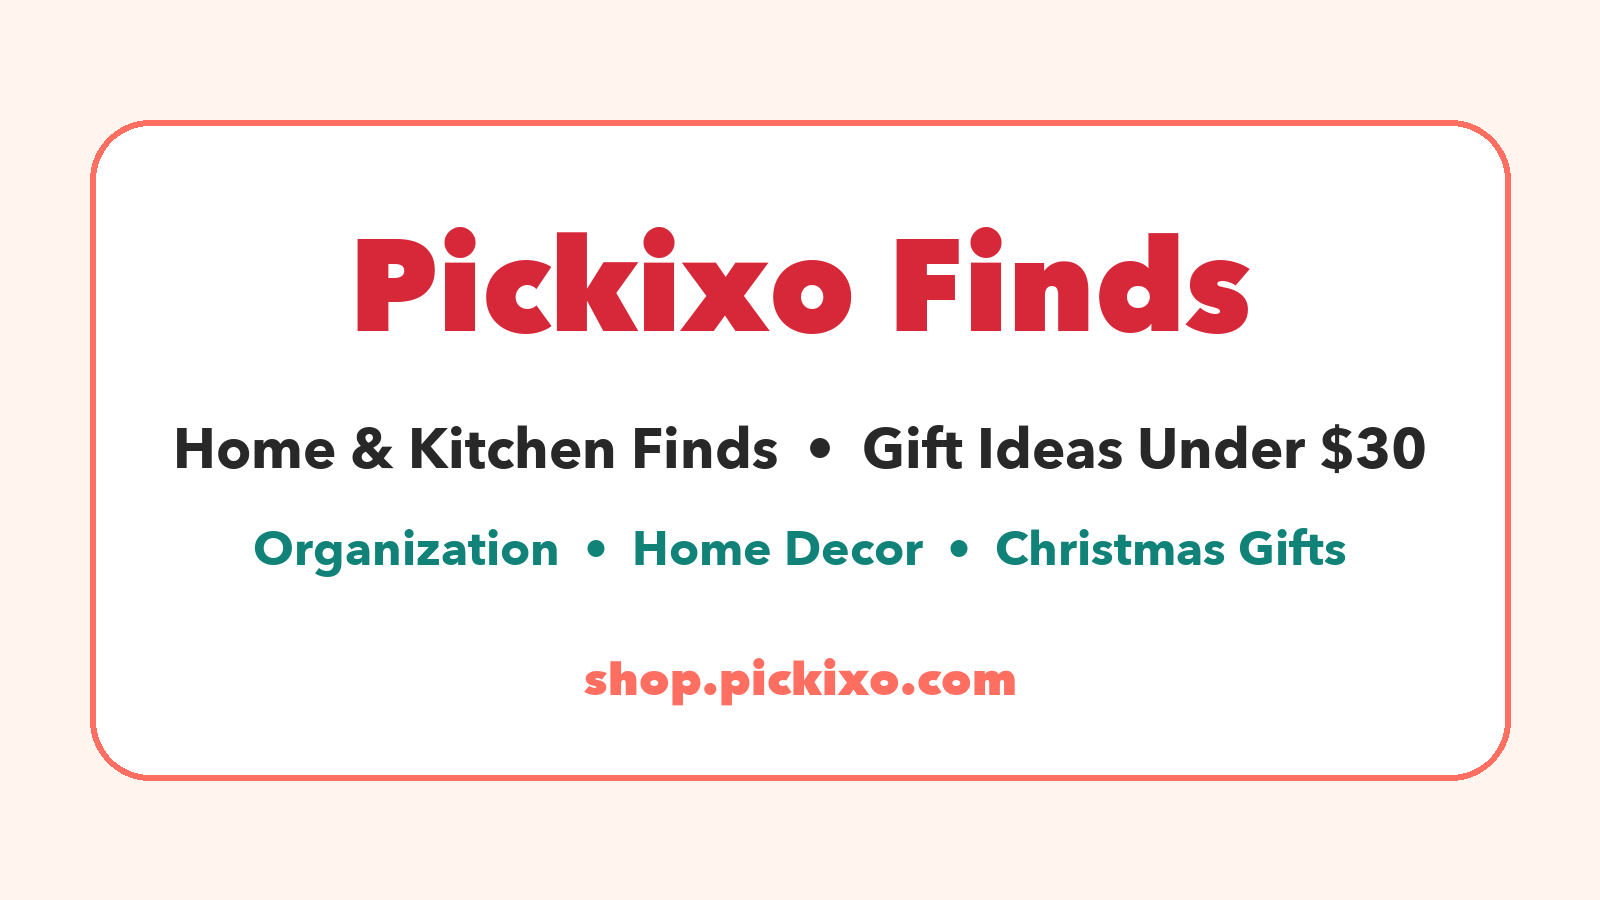 Pickixo Finds
Home & Kitchen Finds • Gift Ideas Under $30
Organization • Home Decor • Christmas Gifts
shop.pickixo.com